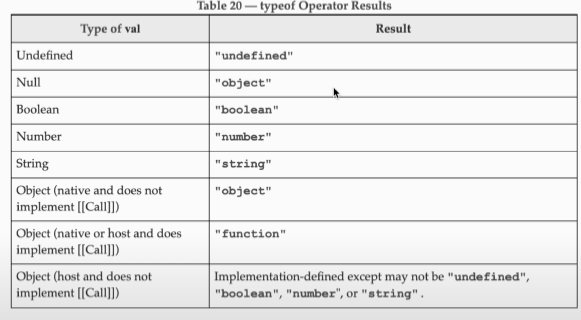 Table 20 — typeof Operator Results
Type of val Result
Undefined "undefined"
Null "object"
Boolean "boolean"
Number "number"
String "string"
Object (native and does not "object"
implement [[Call]])
Object (native or host and does "function"
implement [[Call]])
Object (host and does not Implementation-defined except may not be "undefined",
implement [[Call]]) "boolean", "number", or "string".